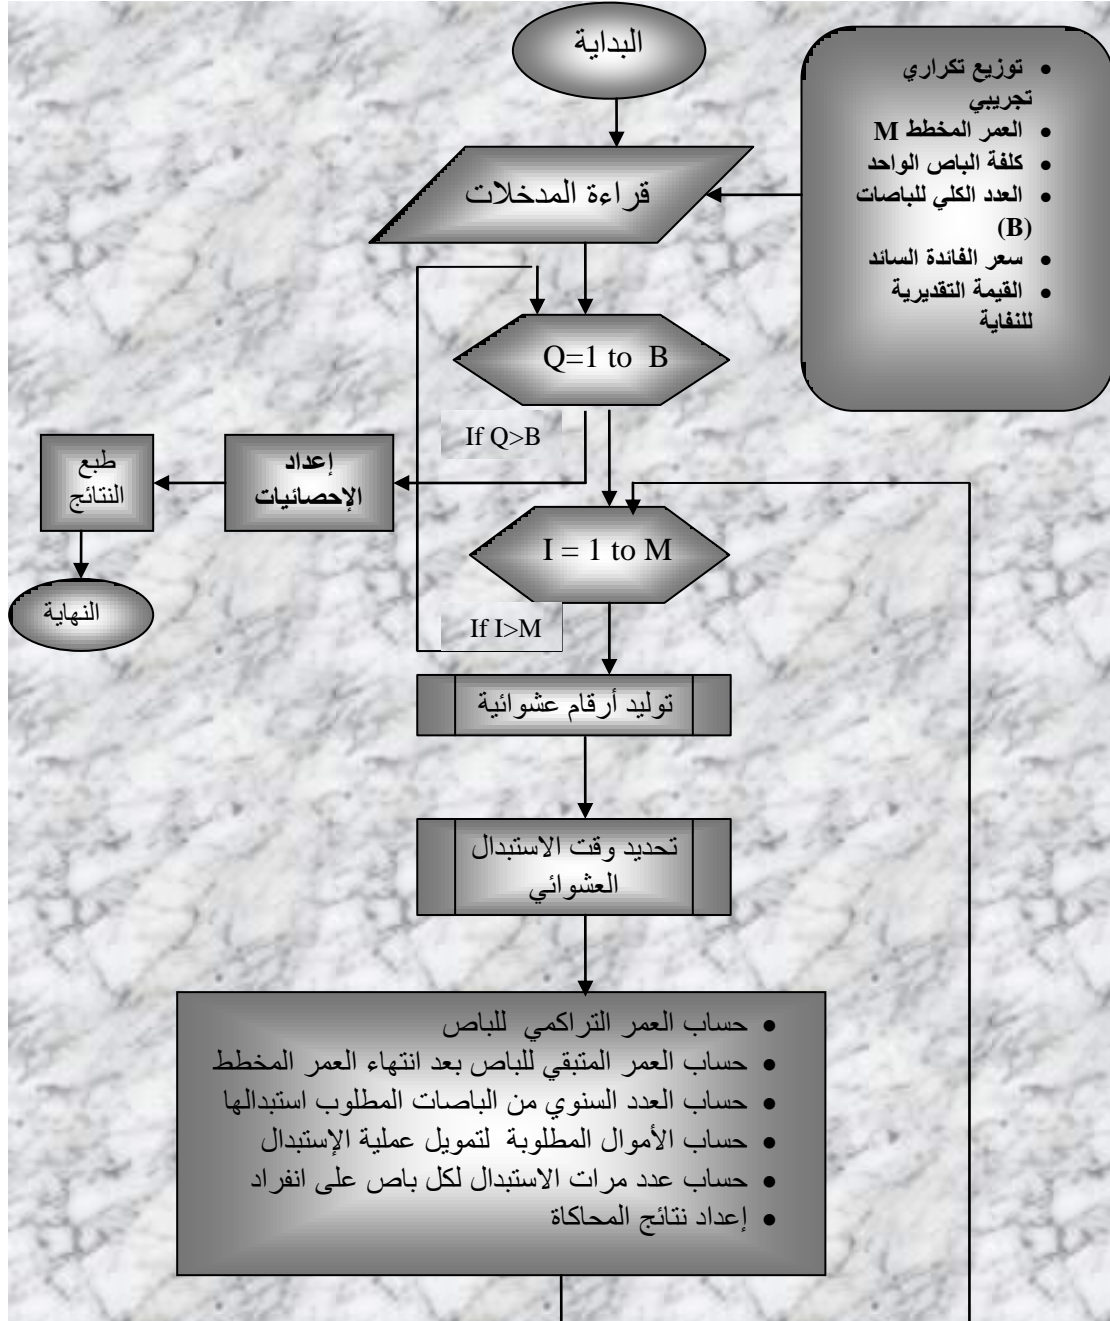 البداية
• توزيع تكراري
تجريبي
• العمر المخطط M
• كلفة الباص الواحد
• العدد الكلي للباصات
(B)
• سعر الفائدة السائد
• القيمة التقديرية
للنفاية
قراءة المدخلات
Q=1 to B
If Q>B
إعداد
الإحصائيات
طبع
النتائج
النهاية
I = 1 to M
If I>M
توليد أرقام عشوائية
تحديد وقت الاستبدال
العشوائي
• حساب العمر التراكمي للباص
• حساب العمر المتبقي للباص بعد انتهاء العمر المخطط
• حساب العدد السنوي من الباصات المطلوب استبدالها
• حساب الأموال المطلوبة لتمويل عملية الإستبدال
• حساب عدد مرات الاستبدال لكل باص على انفراد
• إعداد نتائج المحاكاة